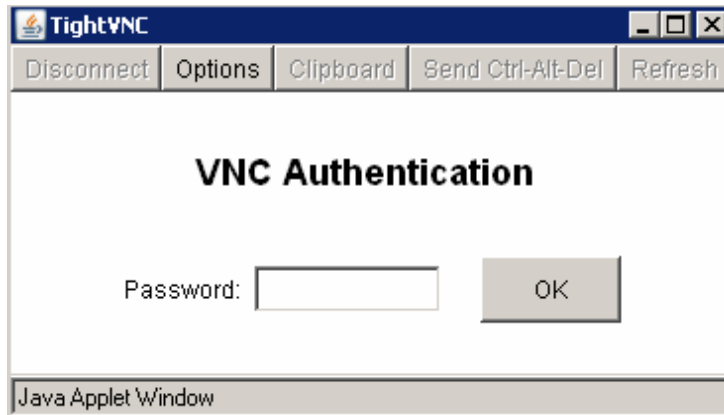 TightVNC
Disconnect Options Clipboard Send Ctrl-Alt-Del Refresh
VNC Authentication
Password: OK
Java Applet Window